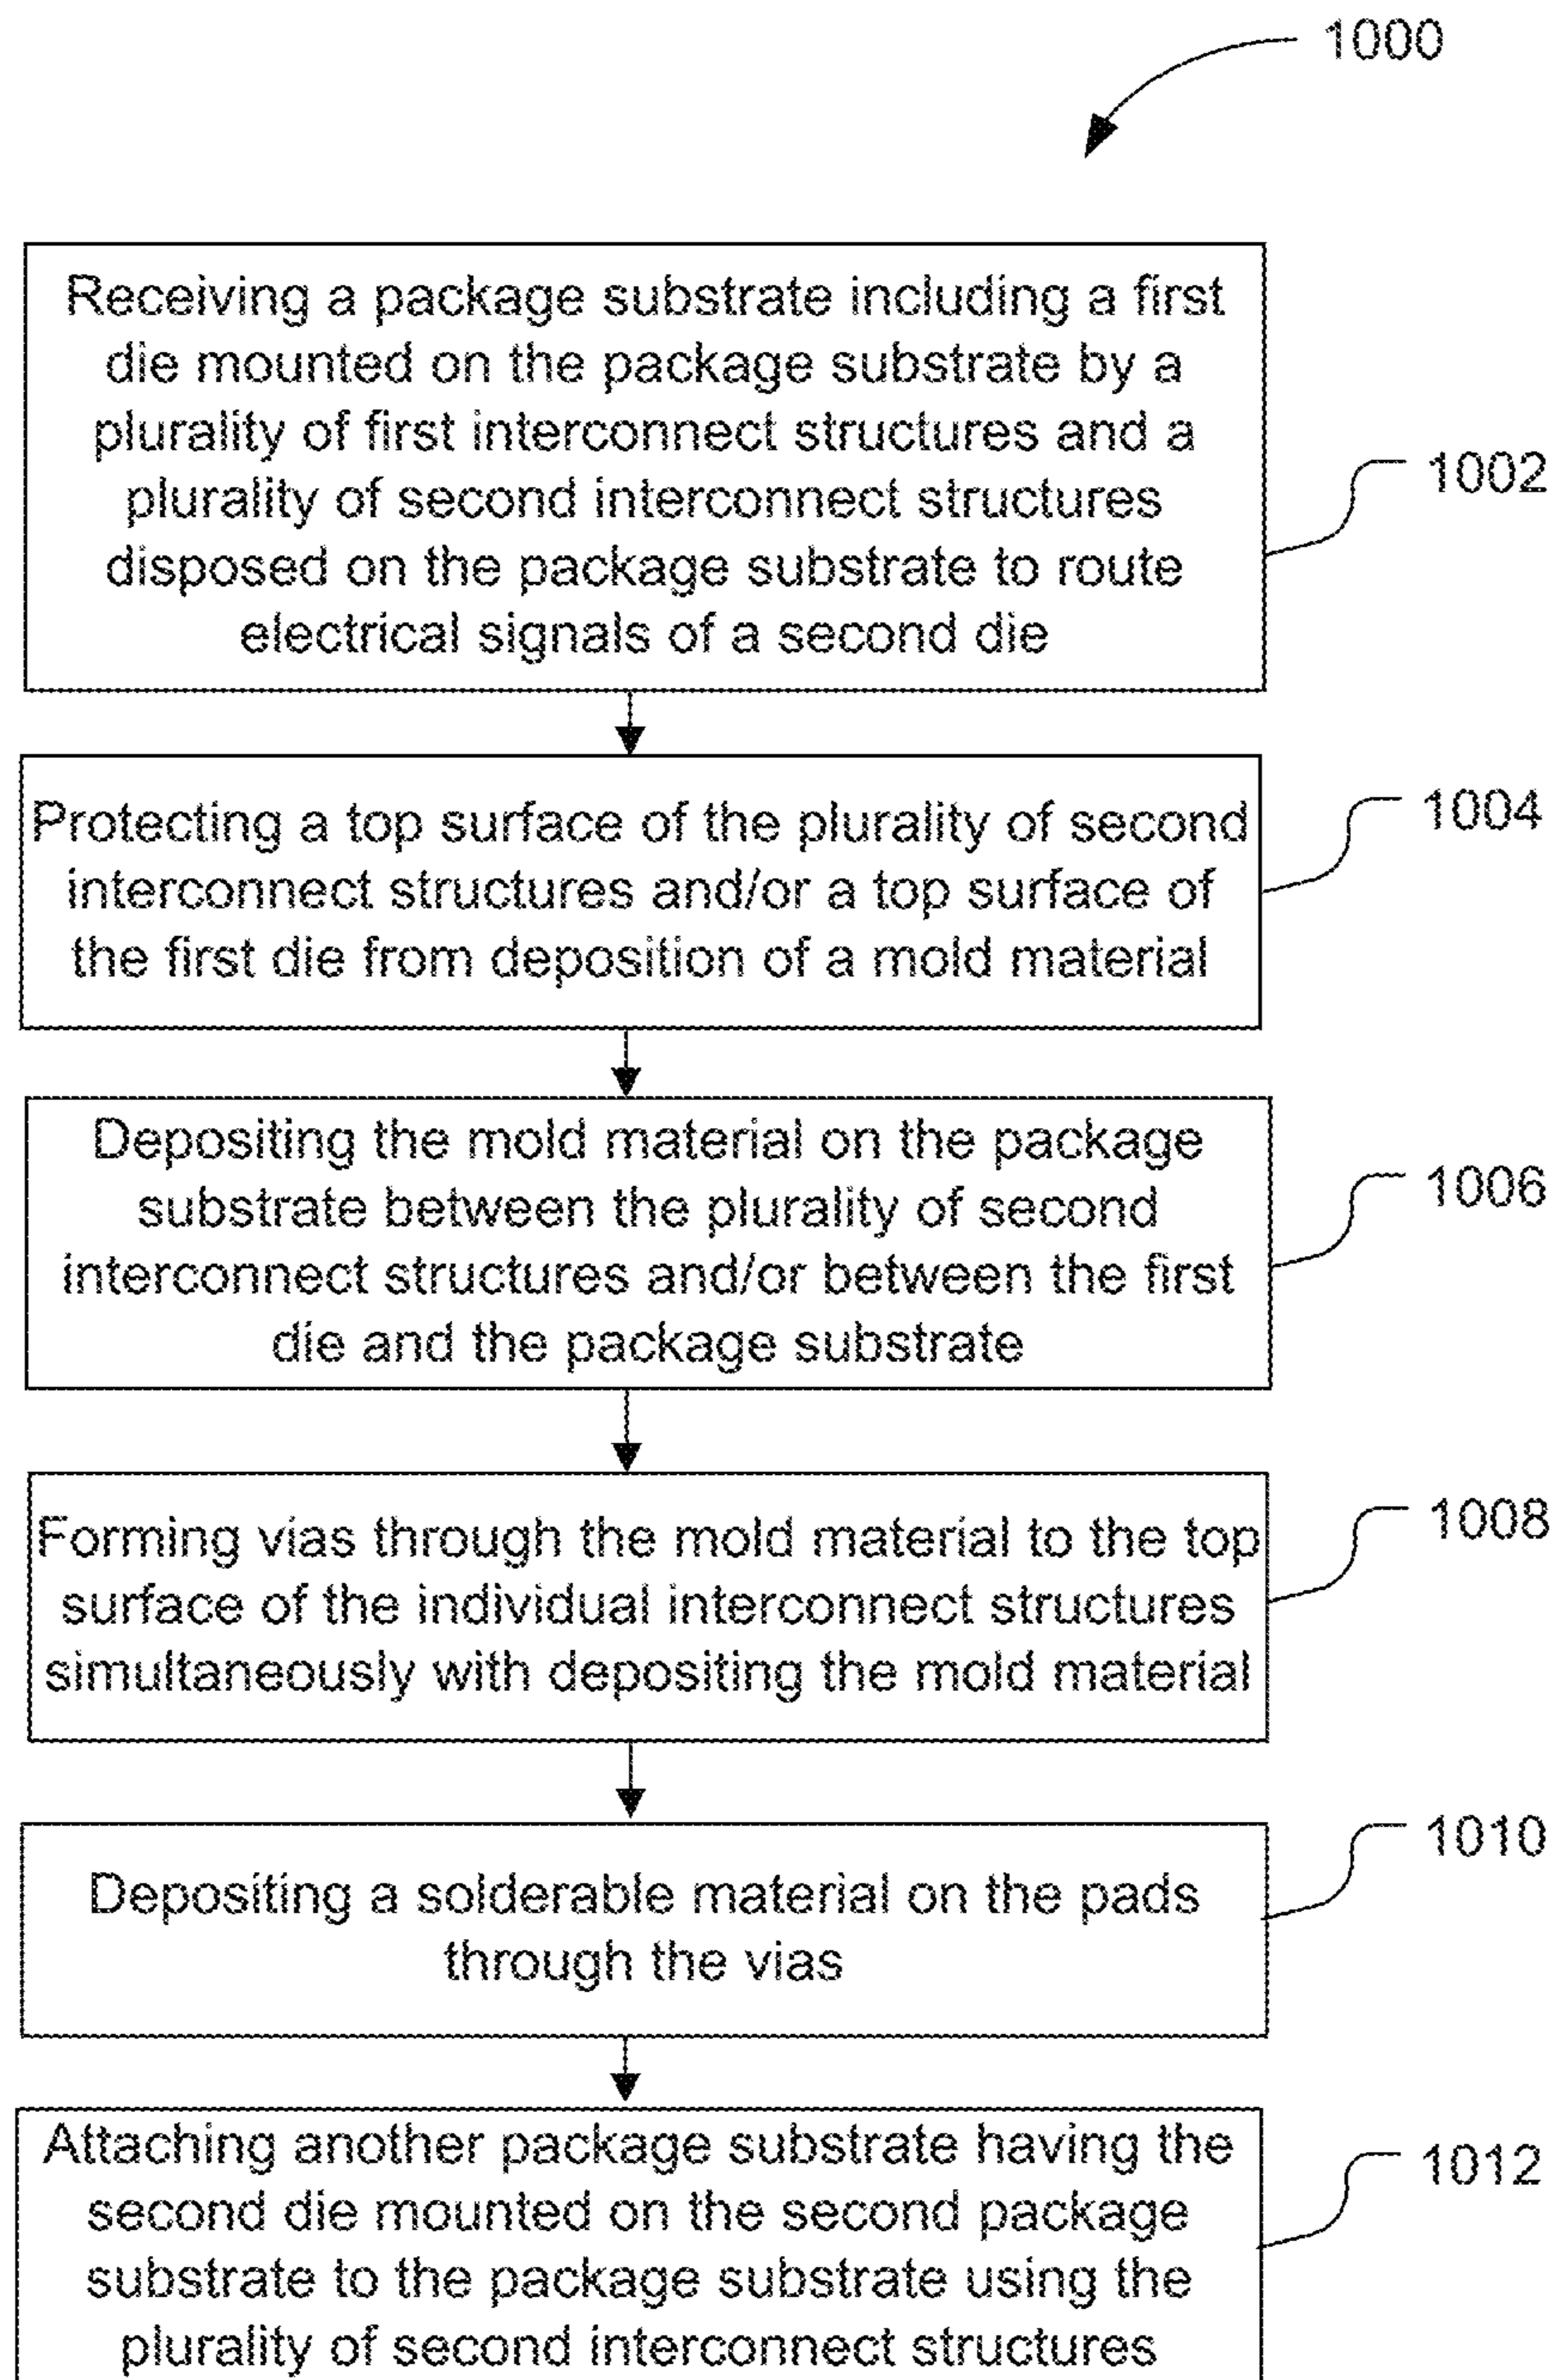 1000
Receiving a package substrate including a first
die mounted on the package substrate by a
plurality of first interconnect structures and a
plurality of second interconnect structures
disposed on the package substrate to route
electrical signals of a second die
1002
Protecting a top surface of the plurality of second
interconnect structures and/or a top surface of
the first die from deposition of a mold material
1004
Depositing the mold material on the package
substrate between the plurality of second
interconnect structures and/or between the first
die and the package substrate
1006
Forming vias through the mold material to the top
surface of the individual interconnect structures
simultaneously with depositing the mold material
1008
Depositing a solderable material on the pads
through the vias
1010
Attaching another package substrate having the
second die mounted on the second package
substrate to the package substrate using the
plurality of second interconnect structures
1012